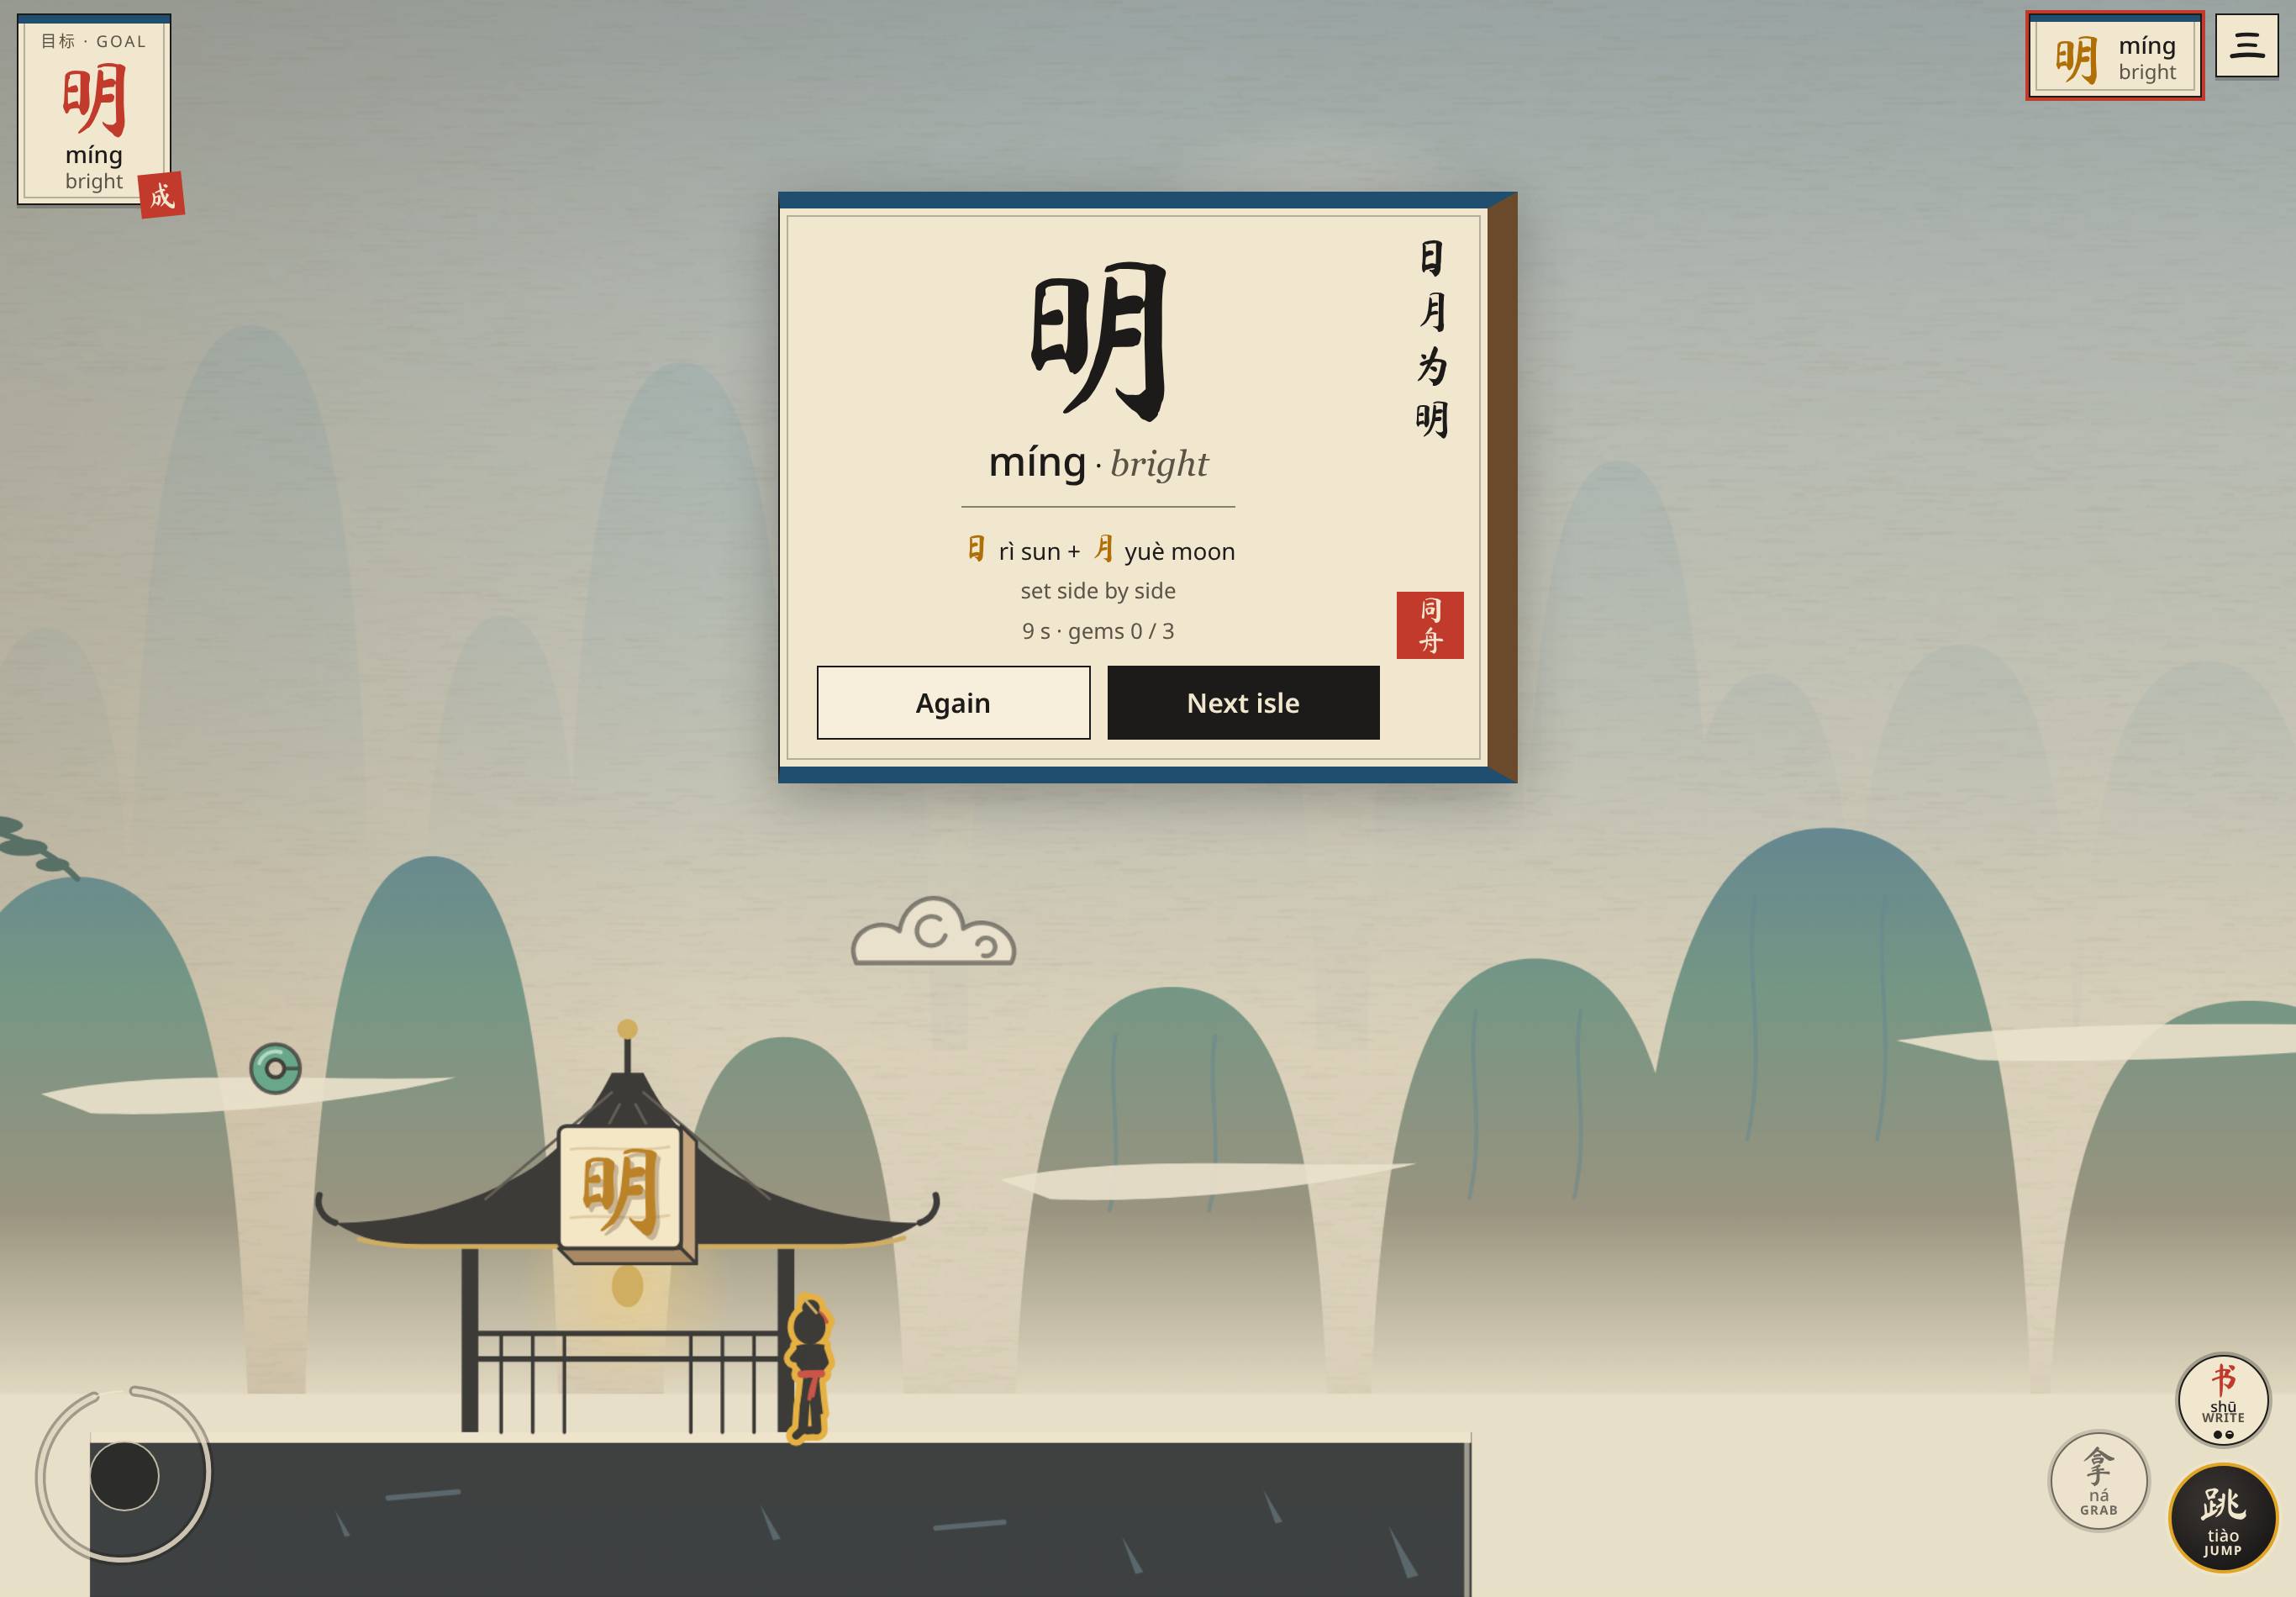 目标 · GOAL
明
míng
bright
成
明
míng
bright
三
明
míng · bright
日 rì sun + 月 yuè moon
set side by side
9 s · gems 0 / 3
Again
Next isle
日月为明
同舟
明
书
shū
WRITE
拿
ná
GRAB
跳
tiào
JUMP